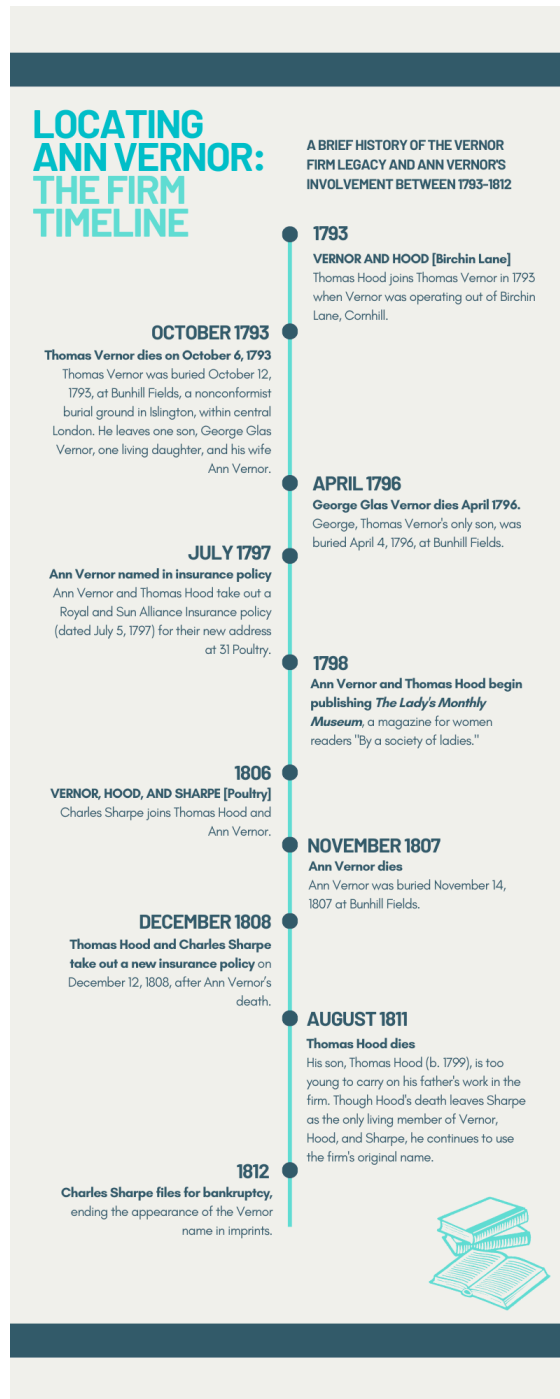 LOCATING
ANN VERNOR:
THE FIRM
TIMELINE
A BRIEF HISTORY OF THE VERNOR
FIRM LEGACY AND ANN VERNOR'S
INVOLVEMENT BETWEEN 1793-1812
1793
VERNOR AND HOOD [Birchin Lane]
Thomas Hood joins Thomas Vernor in 1793
when Vernor was operating out of Birchin
Lane, Cornhill.
OCTOBER 1793
Thomas Vernor dies on October 6, 1793
Thomas Vernor was buried October 12,
1793, at Bunhill Fields, a nonconformist
burial ground in Islington, within central
London. He leaves one son, George Glas
Vernor, one living daughter, and his wife
Ann Vernor.
APRIL 1796
George Glas Vernor dies April 1796.
George, Thomas Vernor's only son, was
buried April 4, 1796, at Bunhill Fields.
JULY 1797
Ann Vernor named in insurance policy
Ann Vernor and Thomas Hood take out a
Royal and Sun Alliance Insurance policy
(dated July 5, 1797) for their new address
at 31 Poultry.
1798
Ann Vernor and Thomas Hood begin
publishing The Lady's Monthly
Museum, a magazine for women
readers "By a society of ladies."
1806
VERNOR, HOOD, AND SHARPE [Poultry]
Charles Sharpe joins Thomas Hood and
Ann Vernor.
NOVEMBER 1807
Ann Vernor dies
Ann Vernor was buried November 14,
1807 at Bunhill Fields.
DECEMBER 1808
Thomas Hood and Charles Sharpe
take out a new insurance policy on
December 12, 1808, after Ann Vernor's
death.
AUGUST 1811
Thomas Hood dies
His son, Thomas Hood (b. 1799), is too
young to carry on his father's work in the
firm. Though Hood's death leaves Sharpe
as the only living member of Vernor,
Hood, and Sharpe, he continues to use
the firm's original name.
1812
Charles Sharpe files for bankruptcy,
ending the appearance of the Vernor
name in imprints.